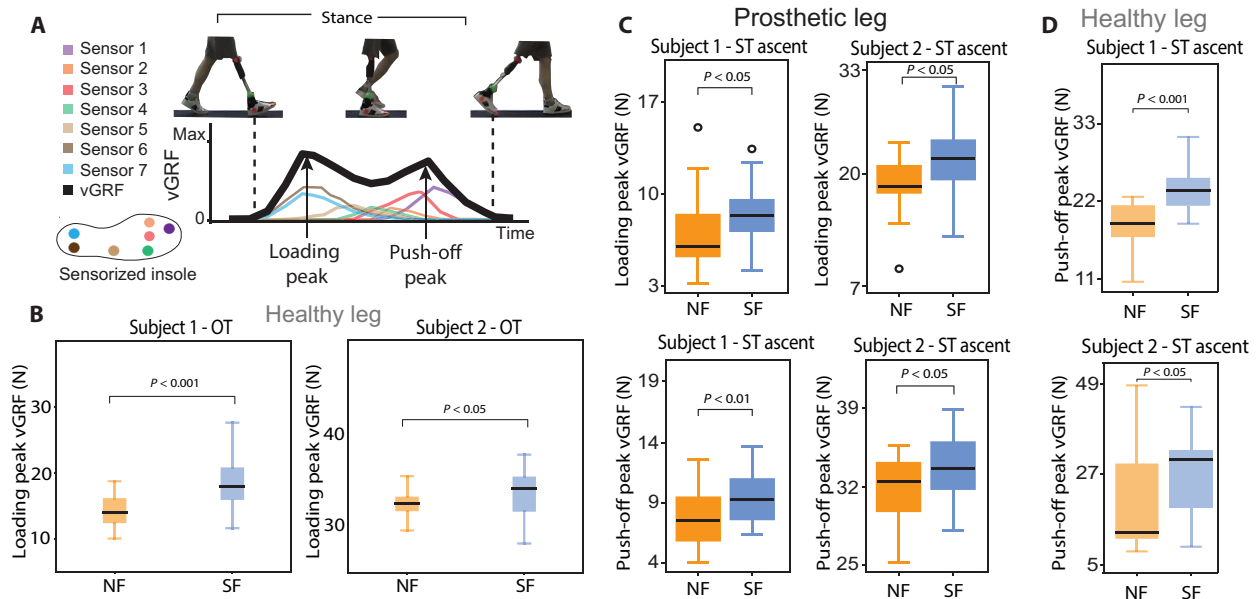 A
Stance
Sensor 1
Sensor 2
Sensor 3
Sensor 4
Sensor 5
Sensor 6
Sensor 7
vGRF
Max
vGRF
0
Time
Loading
peak
Push-off
peak
Sensorized insole
B
Healthy leg
Subject 1 - OT
Loading peak vGRF (N)
30
20
10
P < 0.001
NF
SF
Subject 2 - OT
Loading peak vGRF (N)
40
30
P < 0.05
NF
SF
C
Prosthetic leg
Subject 1 - ST ascent
Loading peak vGRF (N)
17
10
3
P < 0.05
NF
SF
Subject 2 - ST ascent
Loading peak vGRF (N)
33
20
7
P < 0.05
NF
SF
Subject 1 - ST ascent
Push-off peak vGRF (N)
19
14
9
4
P < 0.01
NF
SF
Subject 2 - ST ascent
Push-off peak vGRF (N)
39
32
25
P < 0.05
NF
SF
D
Healthy leg
Subject 1 - ST ascent
Push-off peak vGRF (N)
33
22
11
P < 0.001
NF
SF
Subject 2 - ST ascent
Push-off peak vGRF (N)
49
27
5
P < 0.05
NF
SF